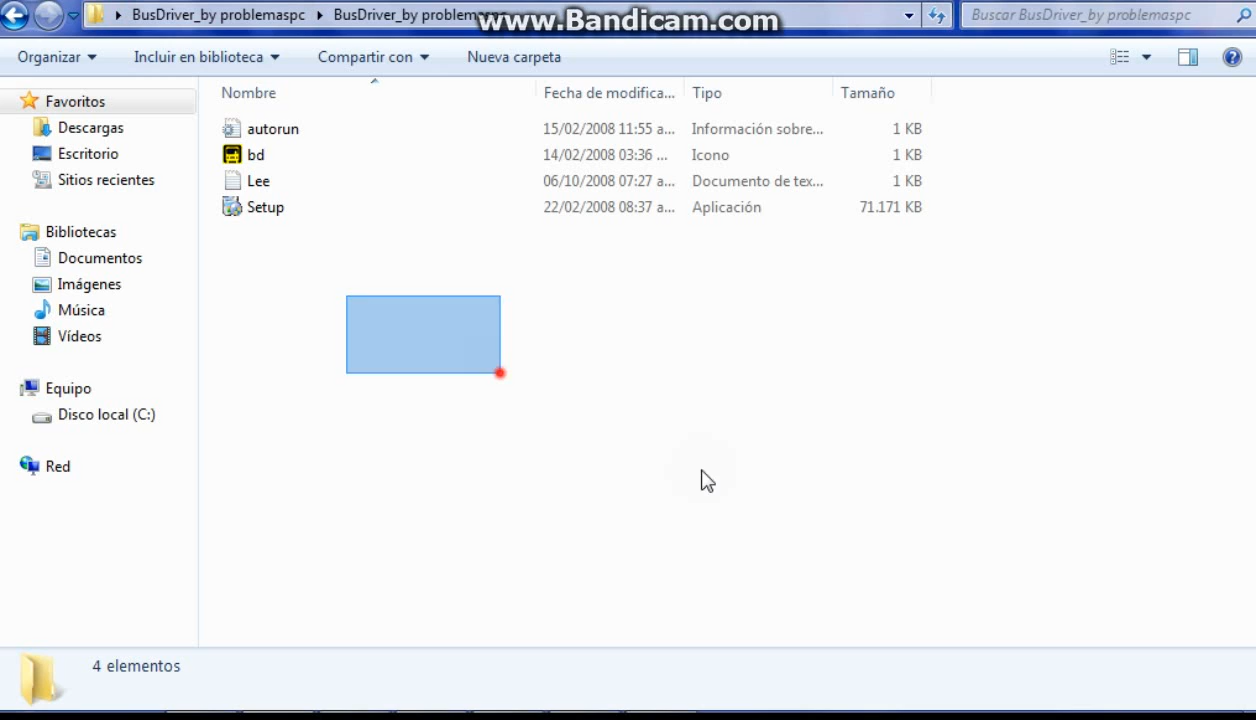 BusDriver_by problemaspc BusDriver_by
www.Bandicam.com
Buscar BusDriver_by problemaspc
Organizar Incluir en biblioteca Compartir con Nueva carpeta
Nombre Fecha de modifica... Tipo Tamaño
autorun 15/02/2008 11:55 a... Información sobre... 1 KB
bd 14/02/2008 03:36 ... Icono 1 KB
Lee 06/10/2008 07:27 a... Documento de tex... 1 KB
Setup 22/02/2008 08:37 a... Aplicación 71.171 KB
Favoritos
Descargas
Escritorio
Sitios recientes
Bibliotecas
Documentos
Imágenes
Música
Vídeos
Equipo
Disco local (C:)
Red
4 elementos